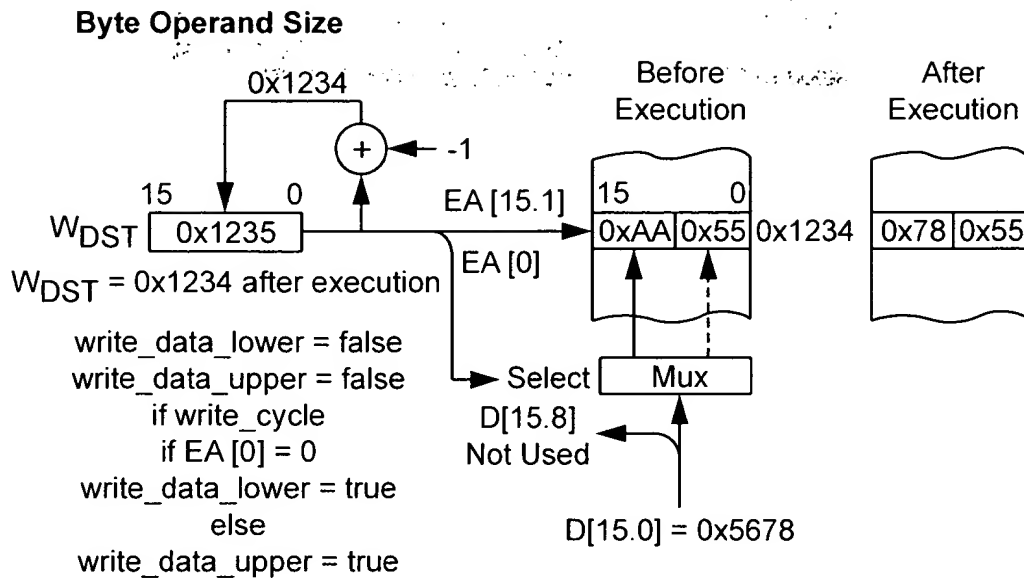 Byte Operand Size
0x1234
+
-1
Before
Execution
After
Execution
15 0
EA [15.1]
15 0
WDST 0x1235
0xAA 0x55 0x1234
0x78 0x55
EA [0]
WDST = 0x1234 after execution
write_data_lower = false
write_data_upper = false
if write_cycle
if EA [0] = 0
write_data_lower = true
else
write_data_upper = true
Select Mux
D[15.8]
Not Used
D[15.0] = 0x5678